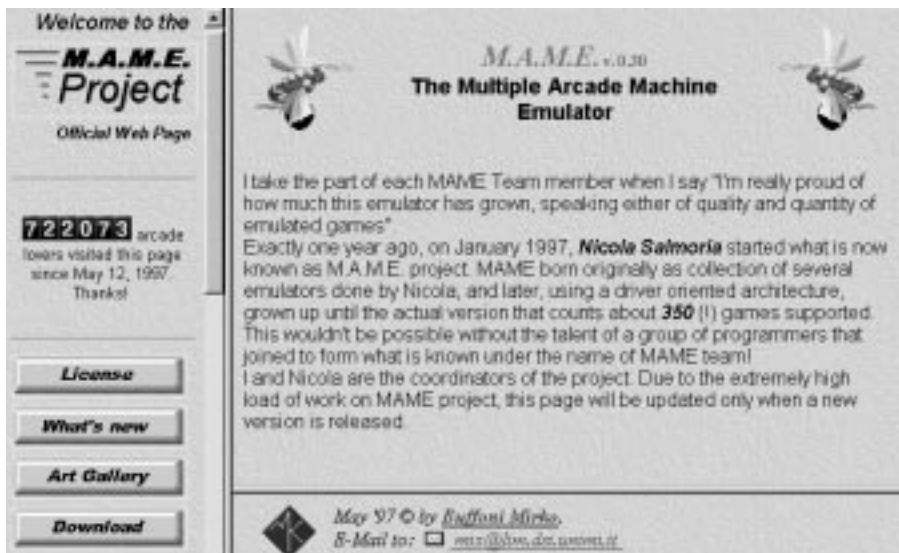 Welcome to the
M.A.M.E.
Project
Official Web Page
722073 arcade
lovers visited this page
since May 12, 1997.
Thanks!
License
What's new
Art Gallery
Download
M.A.M.E. v.0.30
The Multiple Arcade Machine
Emulator
I take the part of each MAME Team member when I say "I'm really proud of
how much this emulator has grown, speaking either of quality and quantity of
emulated games".
Exactly one year ago, on January 1997, Nicola Salmoria started what is now
known as M.A.M.E. project. MAME born originally as collection of several
emulators done by Nicola, and later, using a driver oriented architecture,
grown up until the actual version that counts about 350 (!) games supported.
This wouldn't be possible without the talent of a group of programmers that
joined to form what is known under the name of MAME team!
I and Nicola are the coordinators of the project. Due to the extremely high
load of work on MAME project, this page will be updated only when a new
version is released.
May '97 © by Buffoni Mirko.
E-Mail to: